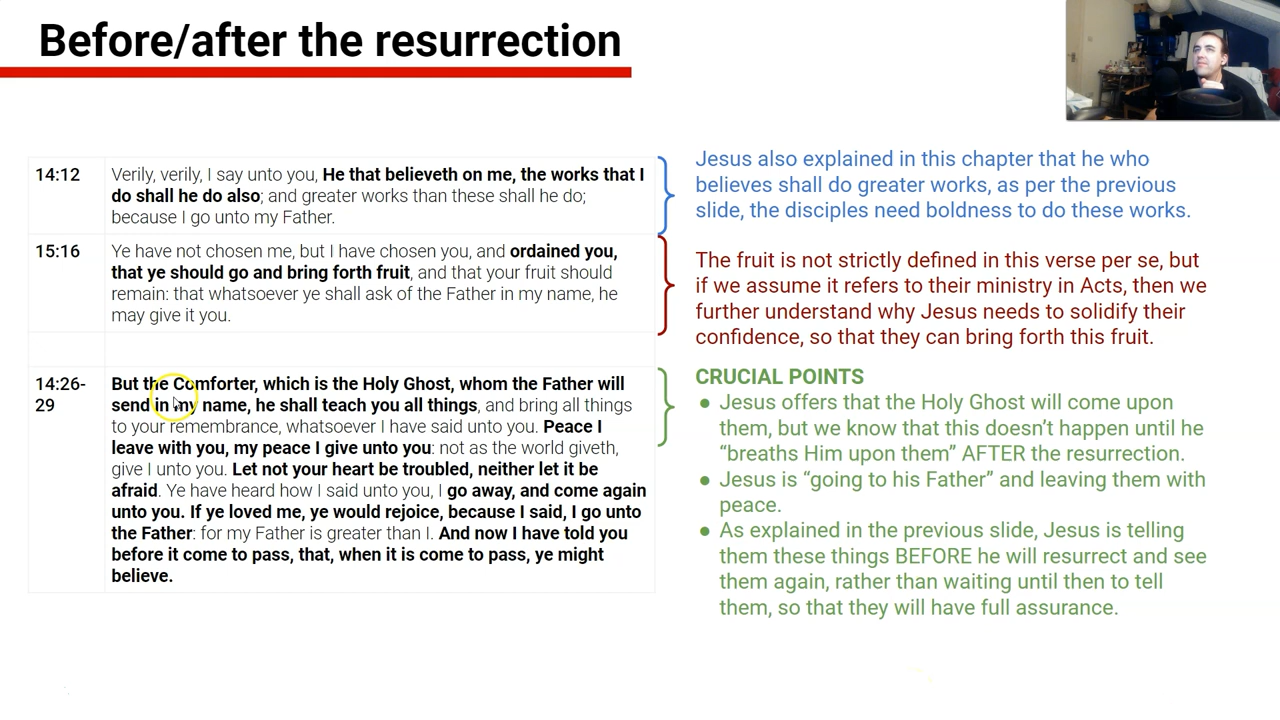 Before/after the resurrection
14:12
Verily, verily, I say unto you, He that believeth on me, the works that I
do shall he do also; and greater works than these shall he do;
because I go unto my Father.
Jesus also explained in this chapter that he who
believes shall do greater works, as per the previous
slide, the disciples need boldness to do these works.
15:16
Ye have not chosen me, but I have chosen you, and ordained you,
that ye should go and bring forth fruit, and that your fruit should
remain: that whatsoever ye shall ask of the Father in my name, he
may give it you.
The fruit is not strictly defined in this verse per se, but
if we assume it refers to their ministry in Acts, then we
further understand why Jesus needs to solidify their
confidence, so that they can bring forth this fruit.
14:26-
29
But the Comforter, which is the Holy Ghost, whom the Father will
send in my name, he shall teach you all things, and bring all things
to your remembrance, whatsoever I have said unto you. Peace I
leave with you, my peace I give unto you: not as the world giveth,
give I unto you. Let not your heart be troubled, neither let it be
afraid. Ye have heard how I said unto you, I go away, and come again
unto you. If ye loved me, ye would rejoice, because I said, I go unto
the Father: for my Father is greater than I. And now I have told you
before it come to pass, that, when it is come to pass, ye might
believe.
CRUCIAL POINTS
● Jesus offers that the Holy Ghost will come upon
them, but we know that this doesn't happen until he
“breaths Him upon them” AFTER the resurrection.
● Jesus is “going to his Father” and leaving them with
peace.
● As explained in the previous slide, Jesus is telling
them these things BEFORE he will resurrect and see
them again, rather than waiting until then to tell
them, so that they will have full assurance.